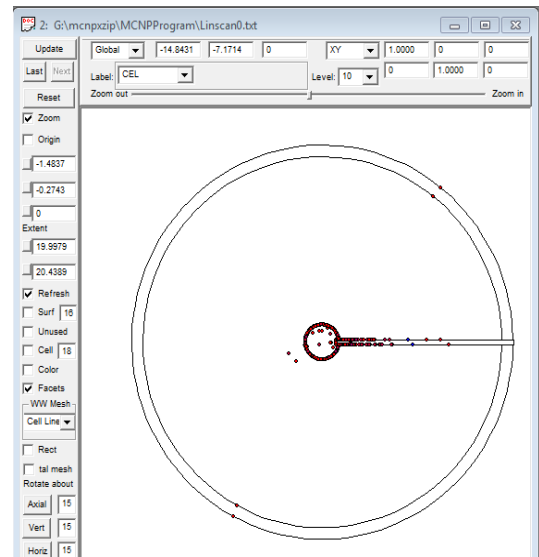 2: G:\mcnpxzip\MCNPProgram\Linscan0.txt
Update
Global -14.8431 -7.1714 0 XY 1.0000 0 0
Last Next
Label: CEL Level: 10 0 1.0000 0
Reset
Zoom out Zoom in
Zoom
Origin
-1.4837
-0.2743
0
Extent
19.9979
20.4389
Refresh
Surf 16
Unused
Cell 18
Color
Facets
WW Mesh
Cell Line
Rect
tal mesh
Rotate about
Axial 15
Vert 15
Horiz 15